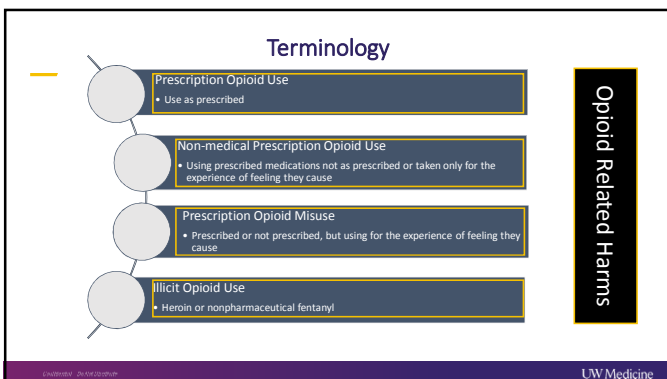 Terminology
Prescription Opioid Use
• Use as prescribed
Non-medical Prescription Opioid Use
• Using prescribed medications not as prescribed or taken only for the
experience of feeling they cause
Prescription Opioid Misuse
• Prescribed or not prescribed, but using for the experience of feeling they
cause
Illicit Opioid Use
• Heroin or nonpharmaceutical fentanyl
Opioid Related Harms
UW Medicine